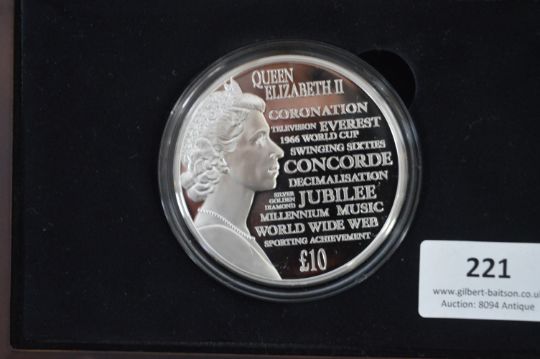 QUEEN
ELIZABETH II
CORONATION
TELEVISION EVEREST
1966 WORLD CUP
SWINGING SIXTIES
CONCORDE
DECIMALISATION
SILVER
GOLDEN
DIAMOND
JUBILEE
MILLENNIUM MUSIC
WORLD WIDE WEB
SPORTING ACHIEVEMENT
£10
221
www.gilbert-baitson.co.uk
Auction: 8094 Antique